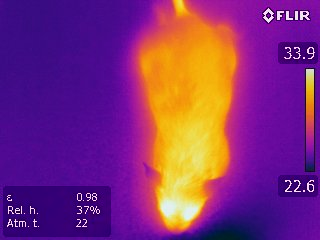 FLIR
33.9
22.6
ε 0.98
Rel. h. 37%
Atm. t. 22